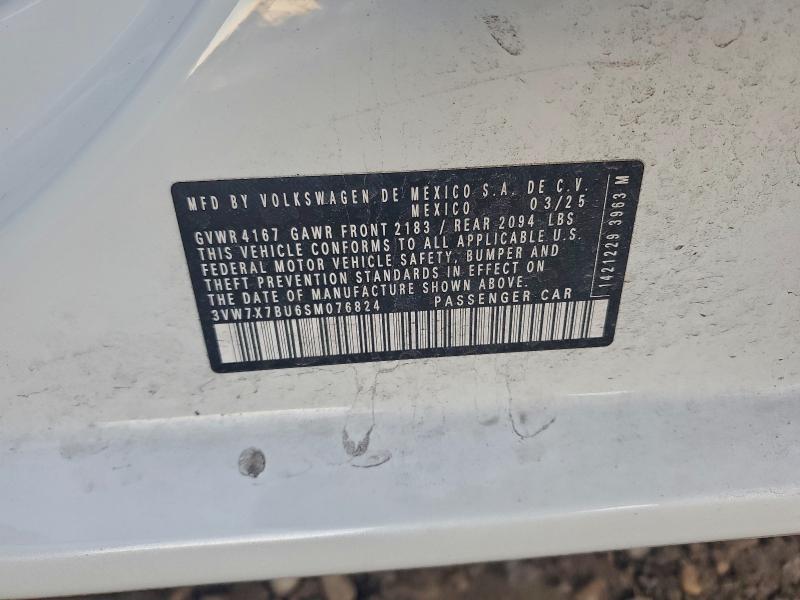 MFD BY VOLKSWAGEN DE MEXICO S.A. DE C.V.
MEXICO 03/25
GVWR 4167 GAWR FRONT 2183 / REAR 2094 LBS
THIS VEHICLE CONFORMS TO ALL APPLICABLE U.S.
FEDERAL MOTOR VEHICLE SAFETY, BUMPER AND
THEFT PREVENTION STANDARDS IN EFFECT ON
THE DATE OF MANUFACTURE SHOWN ABOVE.
3VW7X7BU6SM076824 PASSENGER CAR
1421229 3963 M